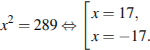 x² = 289 ⇔ [ x = 17,
x = −17.